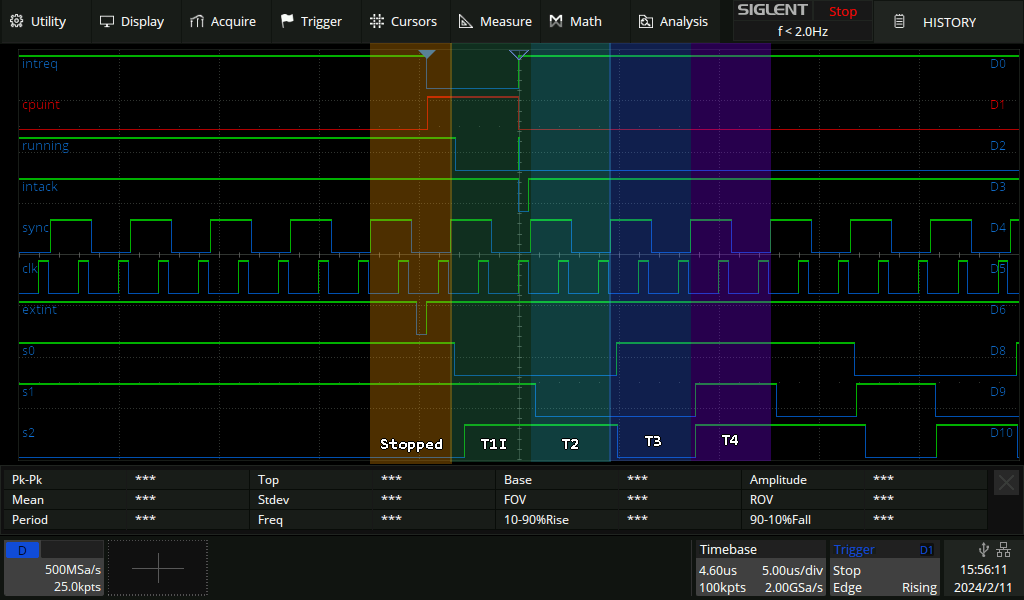 Utility Display Acquire Trigger Cursors Measure Math Analysis SIGLENT Stop HISTORY
f < 2.0Hz
intreq D0
cpuint D1
running D2
intack D3
sync D4
clk D5
extint D6
s0 D8
s1 D9
s2 D10
Stopped T1I T2 T3 T4
Pk-Pk *** Top *** Base *** Amplitude ***
Mean *** Stdev *** FOV *** ROV ***
Period *** Freq *** 10-90%Rise *** 90-10%Fall ***
D Timebase Trigger D1
500MSa/s 4.60us 5.00us/div Stop 15:56:11
25.0kpts 100kpts 2.00GSa/s Edge Rising 2024/2/11